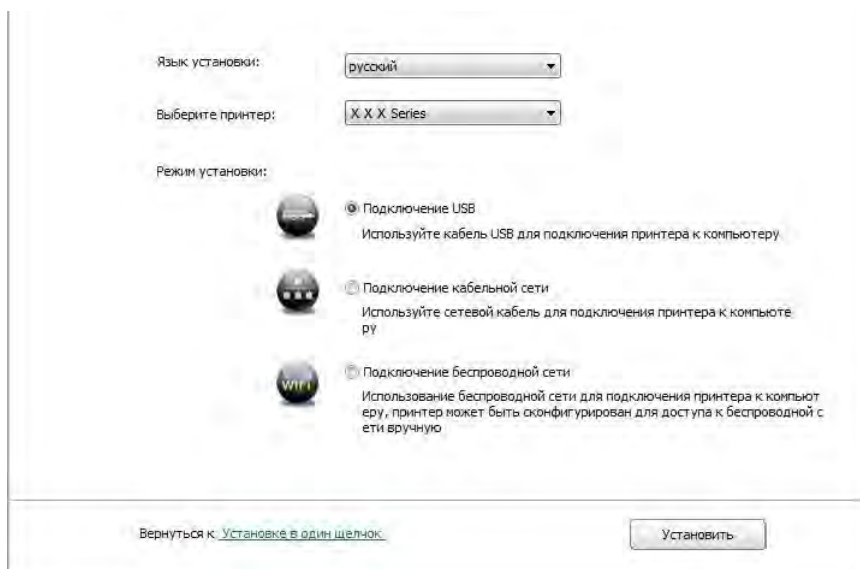 Язык установки:
русский
Выберите принтер:
X X X Series
Режим установки:
Подключение USB
Используйте кабель USB для подключения принтера к компьютеру
Подключение кабельной сети
Используйте сетевой кабель для подключения принтера к компьюте
ру
WiFi
Подключение беспроводной сети
Использование беспроводной сети для подключения принтера к компьют
еру, принтер может быть сконфигурирован для доступа к беспроводной с
ети вручную
Вернуться к Установке в один щелчок
Установить